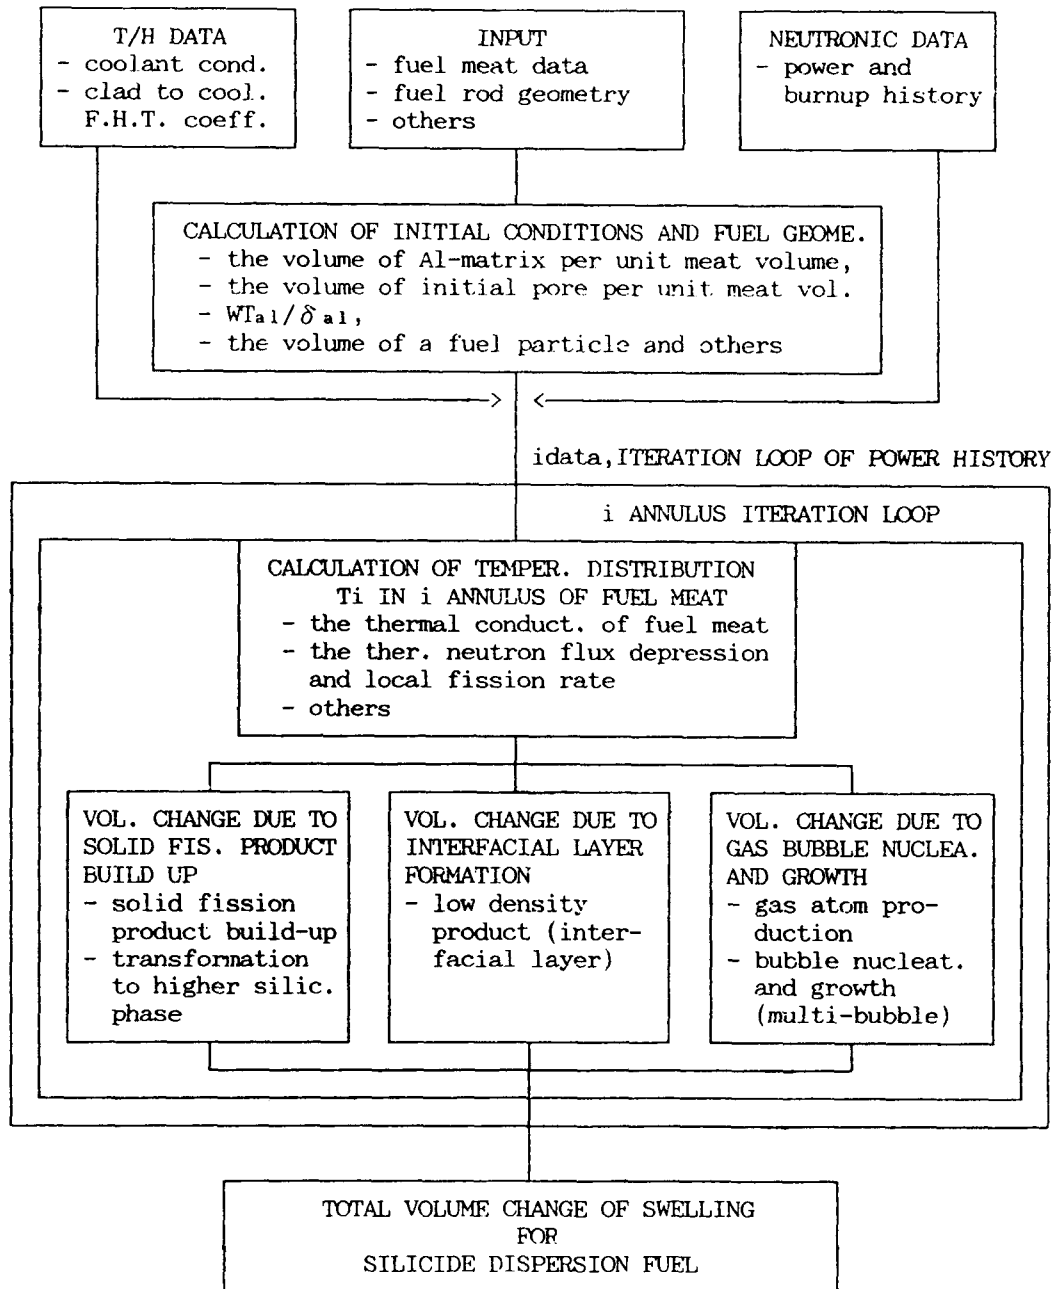 T/H DATA
- coolant cond.
- clad to cool.
F.H.T. coeff.
INPUT
- fuel meat data
- fuel rod geometry
- others
NEUTRONIC DATA
- power and
burnup history
CALCULATION OF INITIAL CONDITIONS AND FUEL GEOME.
- the volume of Al-matrix per unit meat volume,
- the volume of initial pore per unit meat vol.
- WTal/δal,
- the volume of a fuel particle and others
idata,ITERATION LOOP OF POWER HISTORY
i ANNULUS ITERATION LOOP
CALCULATION OF TEMPER. DISTRIBUTION
Ti IN i ANNULUS OF FUEL MEAT
- the thermal conduct. of fuel meat
- the ther. neutron flux depression
and local fission rate
- others
VOL. CHANGE DUE TO
SOLID FIS. PRODUCT
BUILD UP
- solid fission
product build-up
- transformation
to higher silic.
phase
VOL. CHANGE DUE TO
INTERFACIAL LAYER
FORMATION
- low density
product (inter-
facial layer)
VOL. CHANGE DUE TO
GAS BUBBLE NUCLEA.
AND GROWTH
- gas atom pro-
duction
- bubble nucleat.
and growth
(multi-bubble)
TOTAL VOLUME CHANGE OF SWELLING
FOR
SILICIDE DISPERSION FUEL